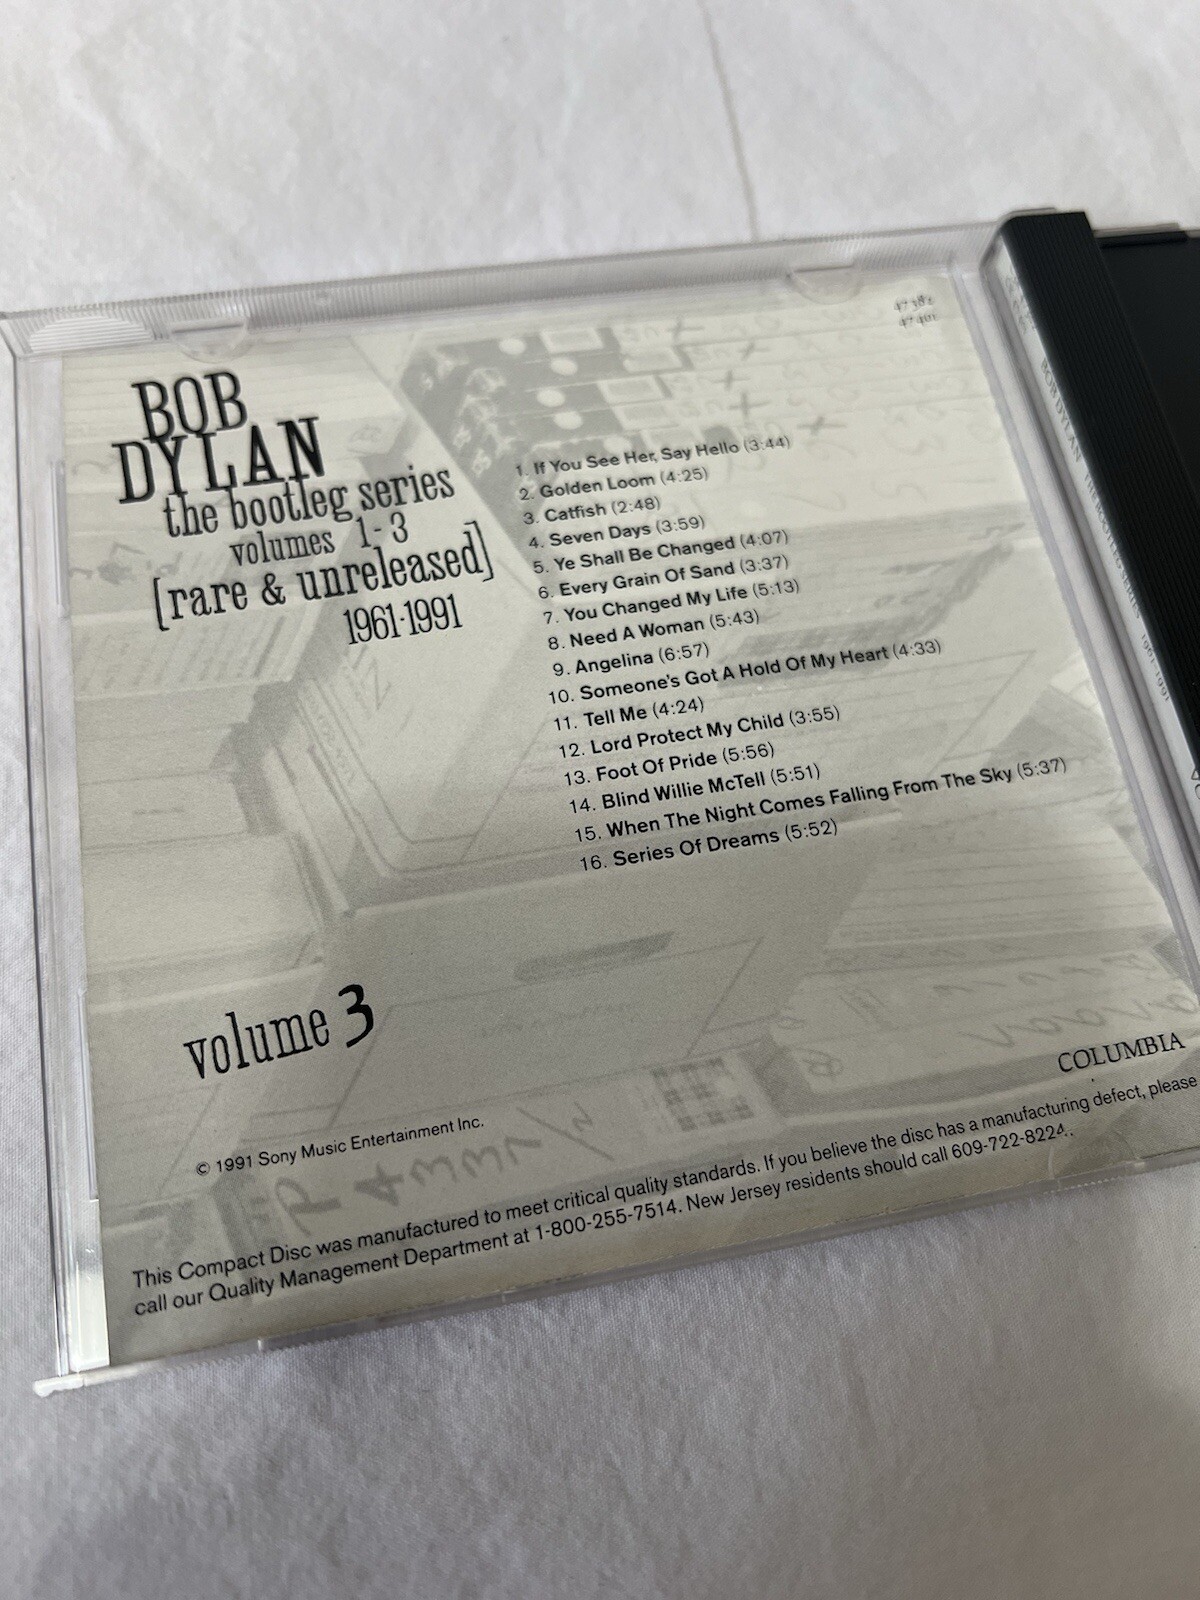 47382
BOB
DYLAN
the bootleg series
volumes 1-3
[rare & unreleased]
1961-1991
1. If You See Her, Say Hello (3:44)
2. Golden Loom (4:25)
3. Catfish (2:48)
4. Seven Days (3:59)
5. Ye Shall Be Changed (4:07)
6. Every Grain Of Sand (3:37)
7. You Changed My Life (5:13)
8. Need A Woman (5:43)
9. Angelina (6:57)
10. Someone's Got A Hold Of My Heart (4:33)
11. Tell Me (4:24)
12. Lord Protect My Child (3:55)
13. Foot Of Pride (5:56)
14. Blind Willie McTell (5:51)
15. When The Night Comes Falling From The Sky (5:37)
16. Series Of Dreams (5:52)
volume 3
COLUMBIA
© 1991 Sony Music Entertainment Inc.
This Compact Disc was manufactured to meet critical quality standards. If you believe the disc has a manufacturing defect, please
call our Quality Management Department at 1-800-255-7514. New Jersey residents should call 609-722-8224.
BOB DYLAN THE BOOTLEG SERIES 1961-1991